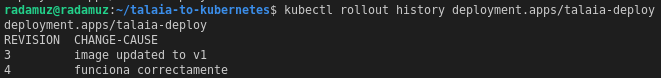 radamuz@radamuz:~/talaia-to-kubernetes$ kubectl rollout history deployment.apps/talaia-deploy
deployment.apps/talaia-deploy
REVISION  CHANGE-CAUSE
3         image updated to v1
4         funciona correctamente